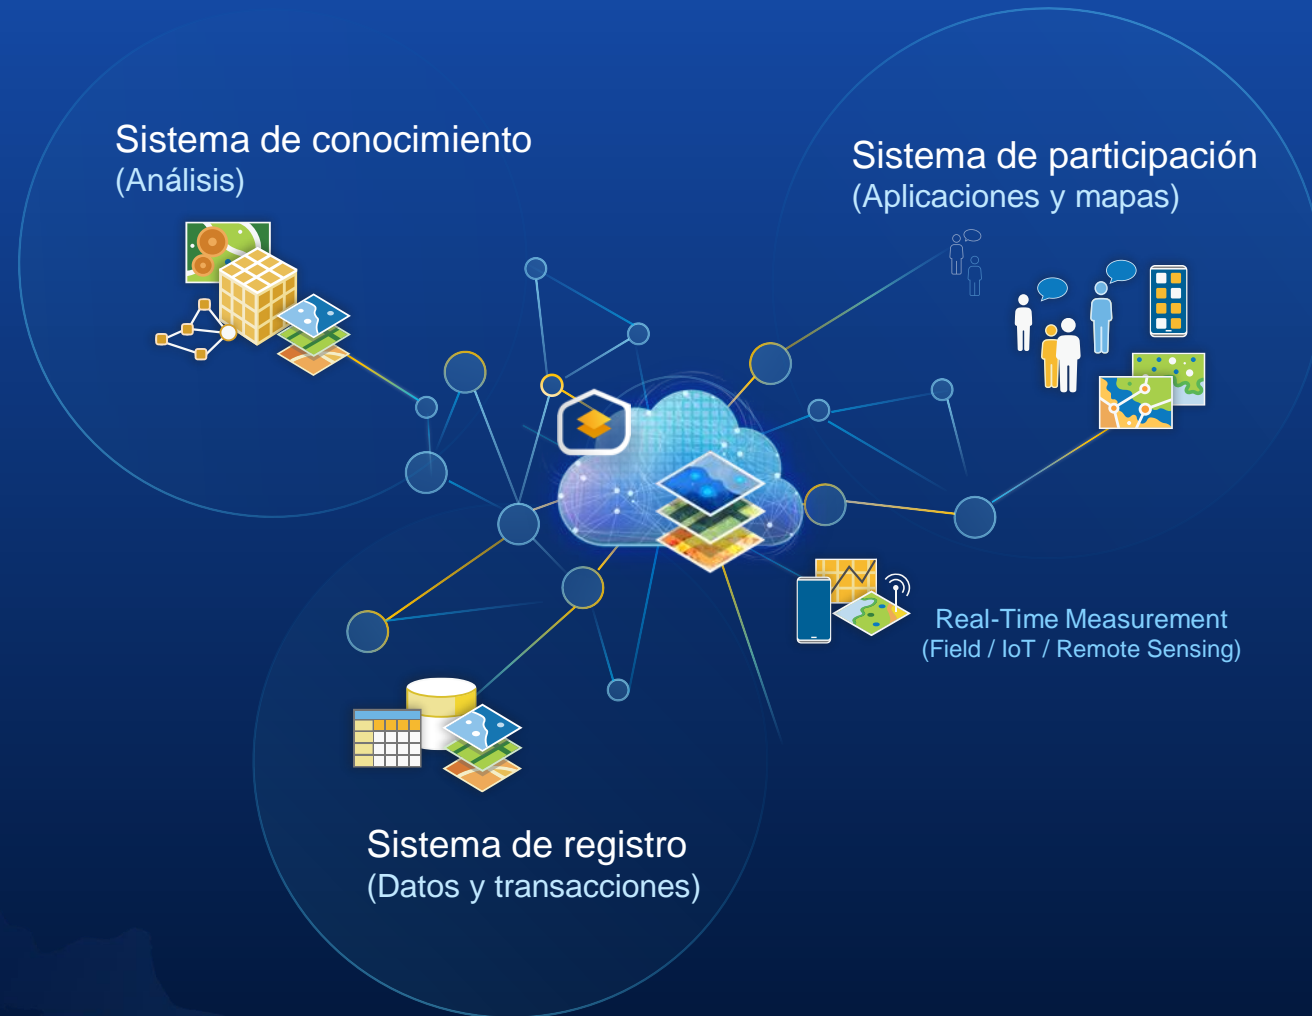 Sistema de conocimiento
(Análisis)
Sistema de participación
(Aplicaciones y mapas)
Real-Time Measurement
(Field / IoT / Remote Sensing)
Sistema de registro
(Datos y transacciones)